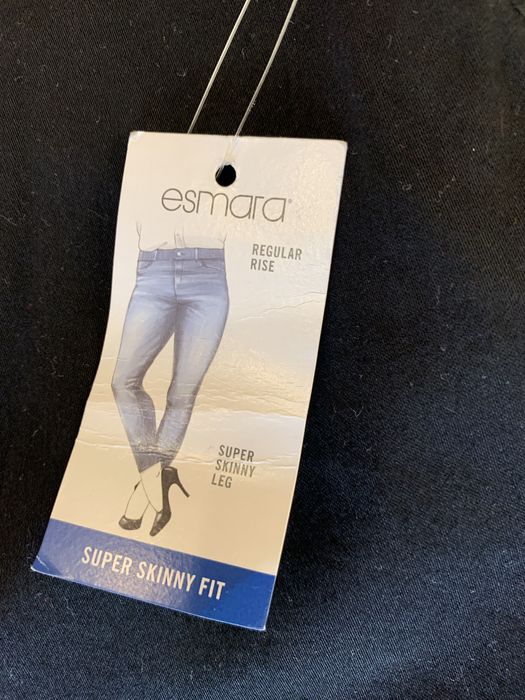 esmara®
REGULAR
RISE
SUPER
SKINNY
LEG
SUPER SKINNY FIT